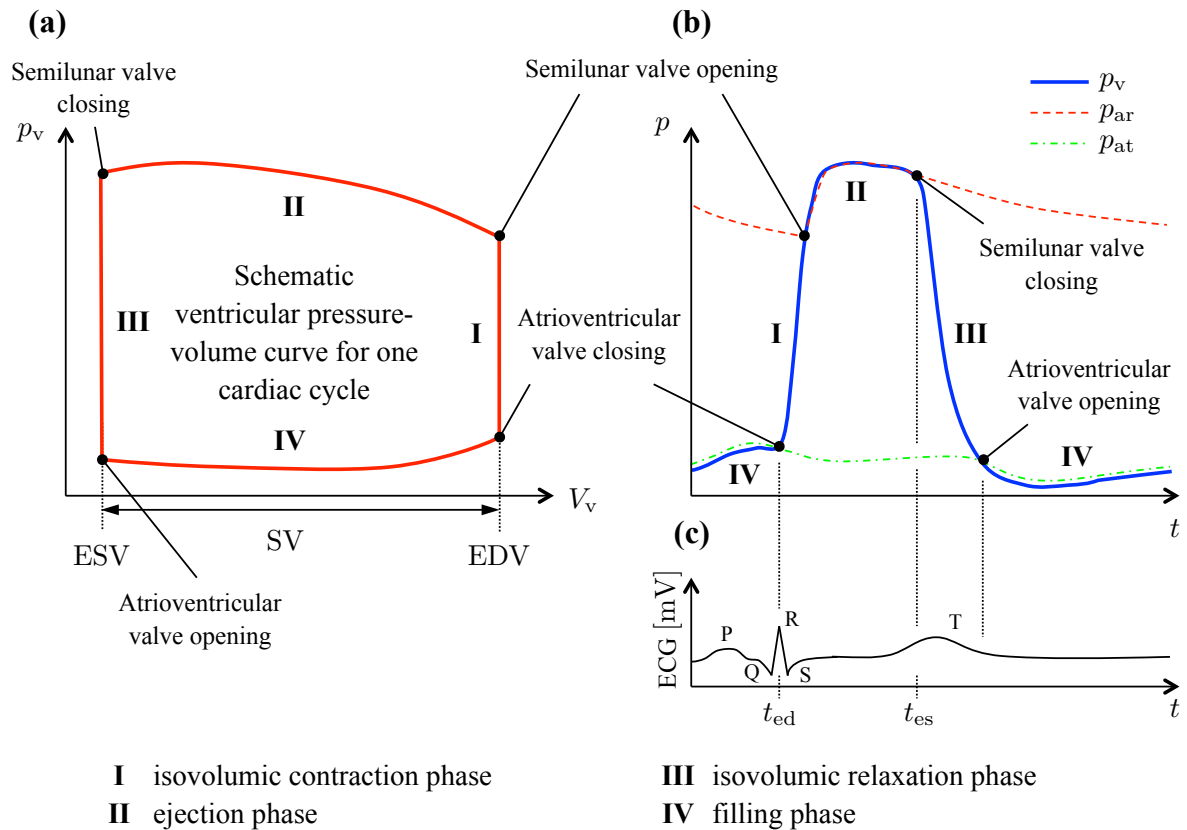 (a)
Semilunar valve
closing
p_v
II
Schematic
ventricular pressure-
volume curve for one
cardiac cycle
III
I
IV
V_v
ESV
SV
EDV
Atrioventricular
valve opening
(b)
Semilunar valve opening
p_v
p_ar
p_at
p
II
Semilunar valve
closing
Atrioventricular
valve closing
I
III
Atrioventricular
valve opening
IV
IV
t
(c)
ECG [mV]
P
Q
R
S
T
t_ed
t_es
t
I isovolumic contraction phase
II ejection phase
III isovolumic relaxation phase
IV filling phase